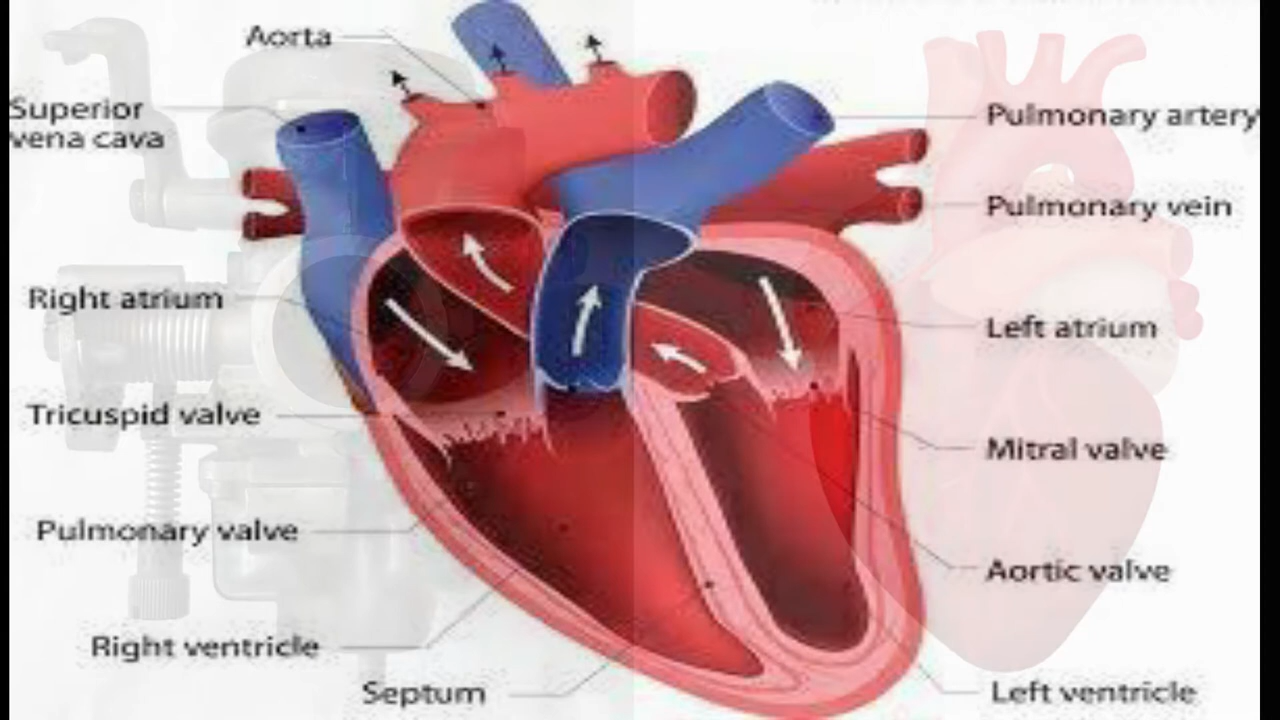 Aorta
Superior
vena cava
Right atrium
Tricuspid valve
Pulmonary valve
Right ventricle
Septum
Pulmonary artery
Pulmonary vein
Left atrium
Mitral valve
Aortic valve
Left ventricle